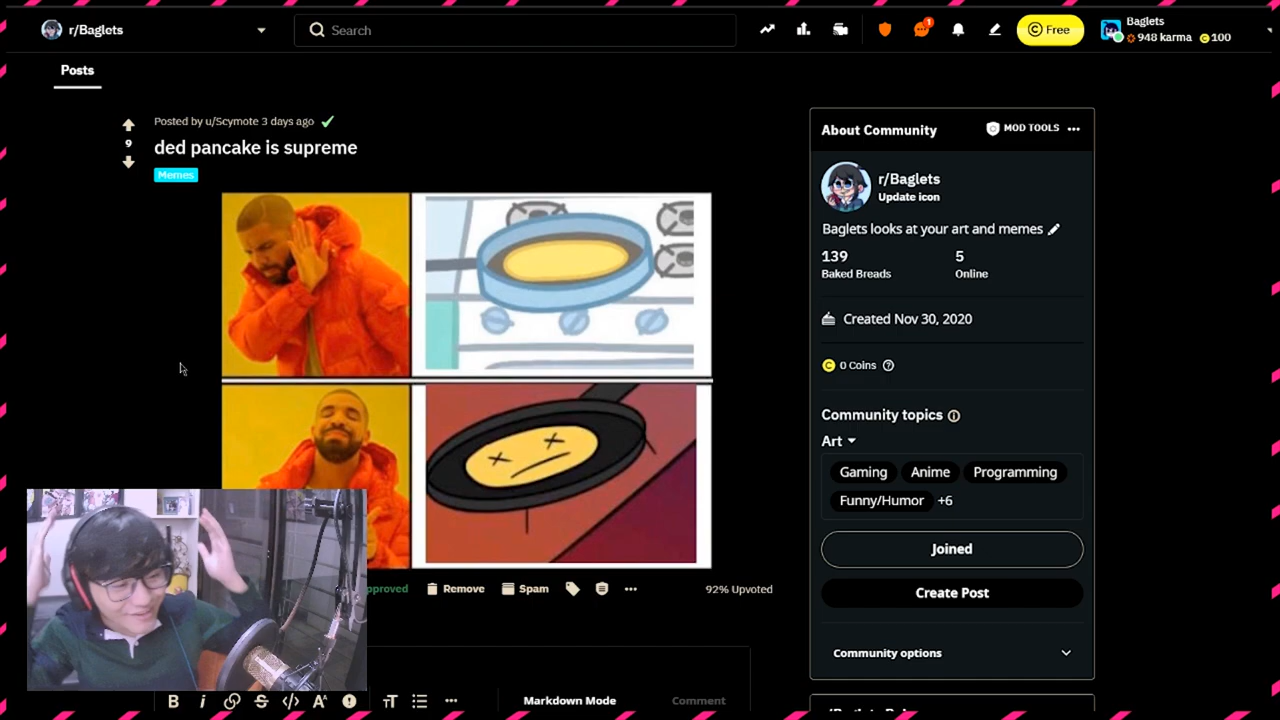 r/Baglets
Search
1
Free
Baglets
948 karma
100
Posts
Posted by u/Scymote 3 days ago
9
ded pancake is supreme
Memes
About Community
MOD TOOLS
r/Baglets
Update icon
Baglets looks at your art and memes
139
5
Baked Breads
Online
Created Nov 30, 2020
0 Coins
Community topics
Art
Gaming
Anime
Programming
Funny/Humor
+6
Joined
Create Post
Community options
pproved
Remove
Spam
92% Upvoted
Markdown Mode
Comment